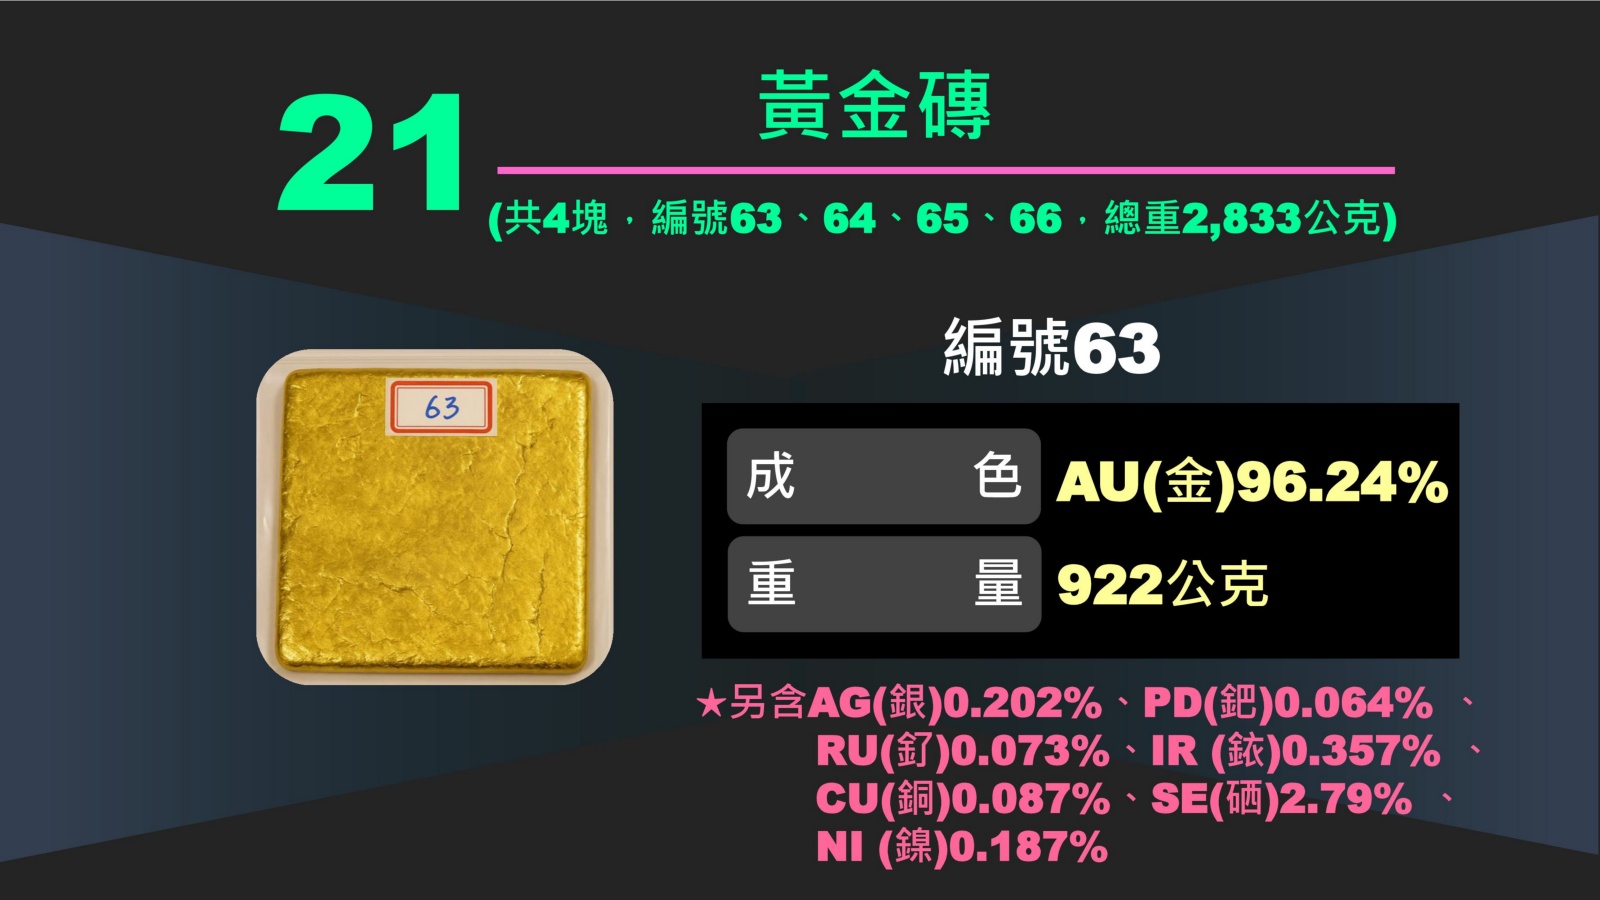 21
黃金磚
(共4塊，編號63、64、65、66，總重2,833公克)
編號63
63
成色 AU(金)96.24%
重量 922公克
★另含AG(銀)0.202%、PD(鈀)0.064% 、
RU(釕)0.073%、IR (銥)0.357% 、
CU(銅)0.087%、SE(硒)2.79% 、
NI (鎳)0.187%